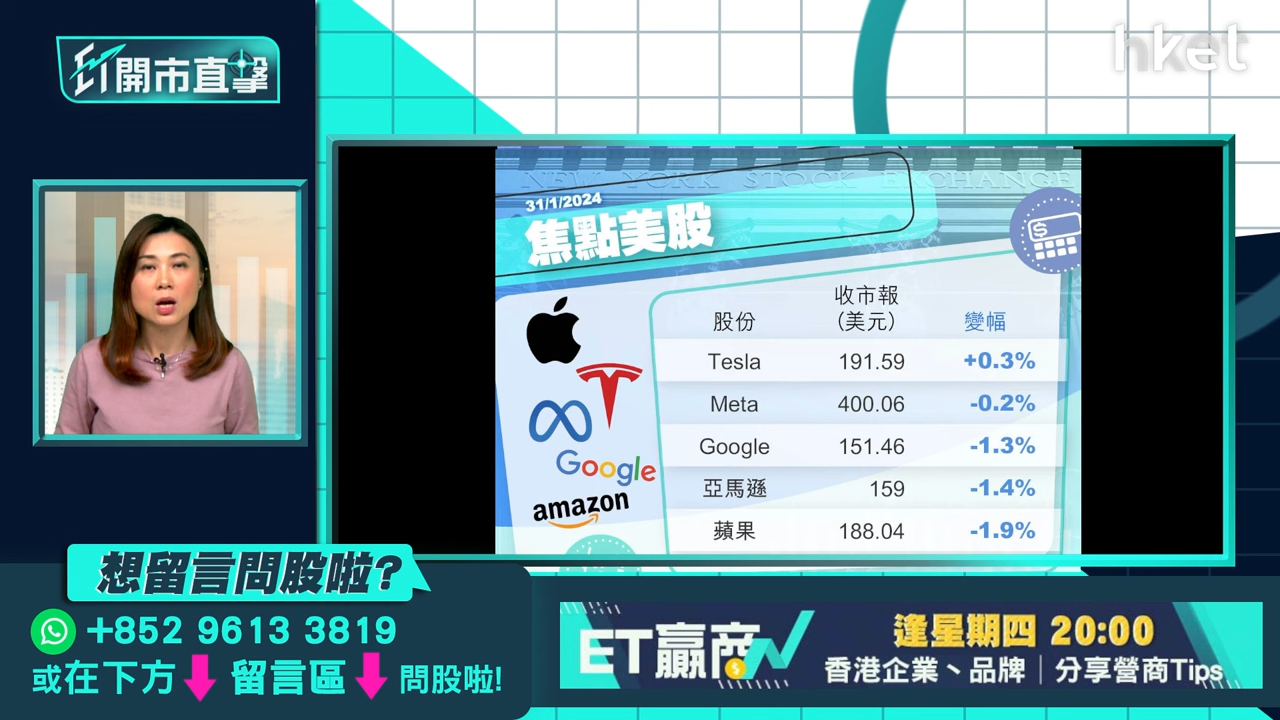 ET開市直擊
hket
NEW YORK STOCK EXCHANGE
31/1/2024
焦點美股
股份 收市報(美元) 變幅
Tesla 191.59 +0.3%
Meta 400.06 -0.2%
Google 151.46 -1.3%
亞馬遜 159 -1.4%
蘋果 188.04 -1.9%
Google
amazon
想留言問股啦?
+852 9613 3819
或在下方 留言區 問股啦!
ET贏商
逢星期四 20:00
香港企業、品牌｜分享營商Tips